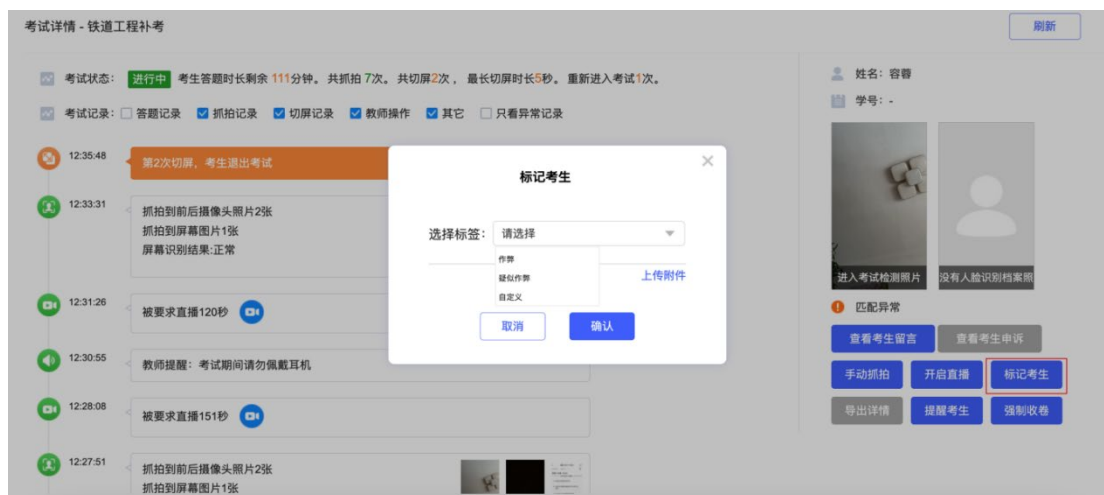 考试详情 - 铁道工程补考
刷新
考试状态： 进行中 考生答题时长剩余 111分钟。 共抓拍 7次。 共切屏2次， 最长切屏时长5秒。 重新进入考试1次。
考试记录： 答题记录 抓拍记录 切屏记录 教师操作 其它 只看异常记录
12:35:48
第2次切屏，考生退出考试
12:33:31
抓拍到前后摄像头照片2张
抓拍到屏幕图片1张
屏幕识别结果:正常
12:31:26
被要求直播120秒
12:30:55
教师提醒：考试期间请勿佩戴耳机
12:28:08
被要求直播151秒
12:27:51
抓拍到前后摄像头照片2张
抓拍到屏幕图片1张
标记考生
选择标签： 请选择
作弊
疑似作弊
自定义
上传附件
取消
确认
姓名：容蓉
学号：-
进入考试检测照片
没有人脸识别档案照
匹配异常
查看考生留言
查看考生申诉
手动抓拍
开启直播
标记考生
导出详情
提醒考生
强制收卷